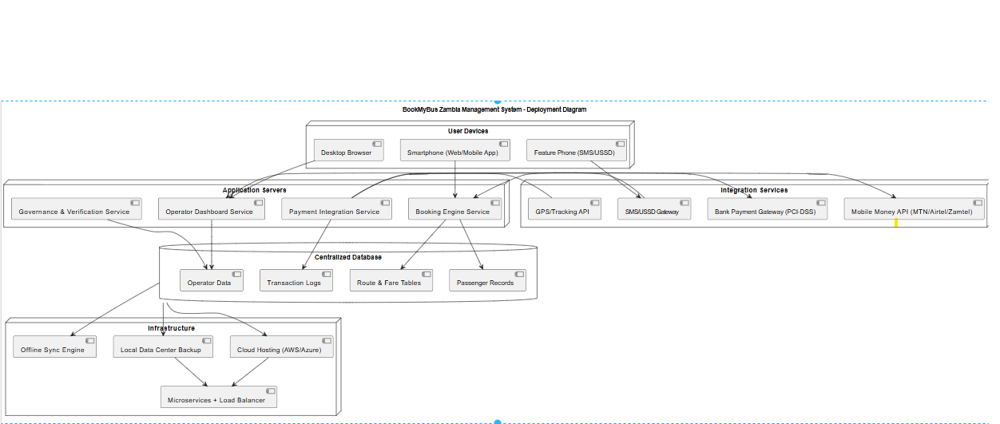 BookMyBus Zambia Management System - Deployment Diagram
User Devices
Desktop Browser
Smartphone (Web/Mobile App)
Feature Phone (SMS/USSD)
Application Servers
Governance & Verification Service
Operator Dashboard Service
Payment Integration Service
Booking Engine Service
Integration Services
GPS/Tracking API
SMS/USSD Gateway
Bank Payment Gateway (PCI-DSS)
Mobile Money API (MTN/Airtel/Zamtel)
Centralized Database
Operator Data
Transaction Logs
Route & Fare Tables
Passenger Records
Infrastructure
Offline Sync Engine
Local Data Center Backup
Cloud Hosting (AWS/Azure)
Microservices + Load Balancer